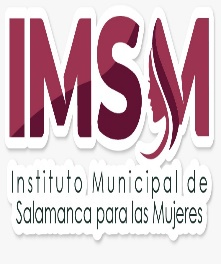 IMSM
Instituto Municipal de
Salamanca para las Mujeres